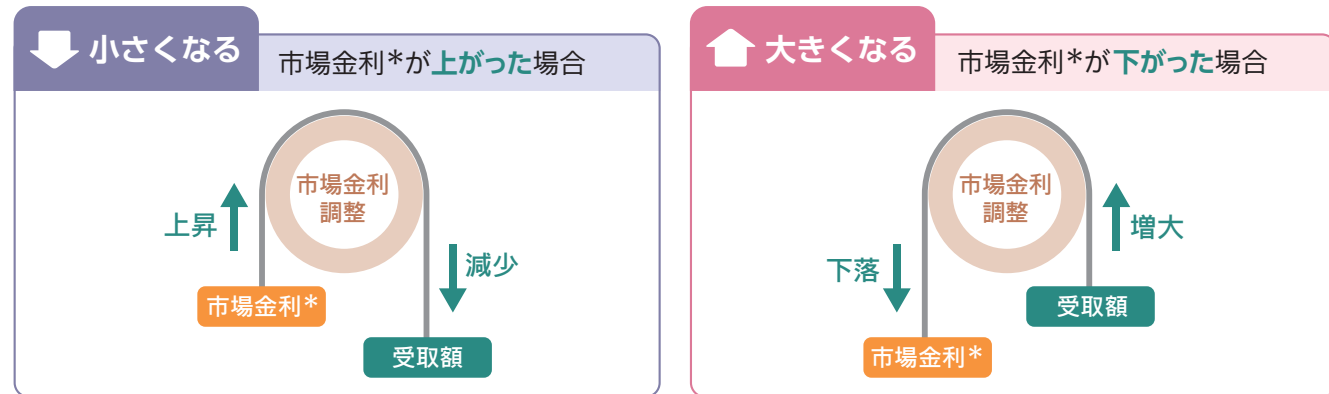 小さくなる
市場金利*が上がった場合
市場金利
調整
上昇
減少
市場金利*
受取額
大きくなる
市場金利*が下がった場合
市場金利
調整
下落
増大
受取額
市場金利*